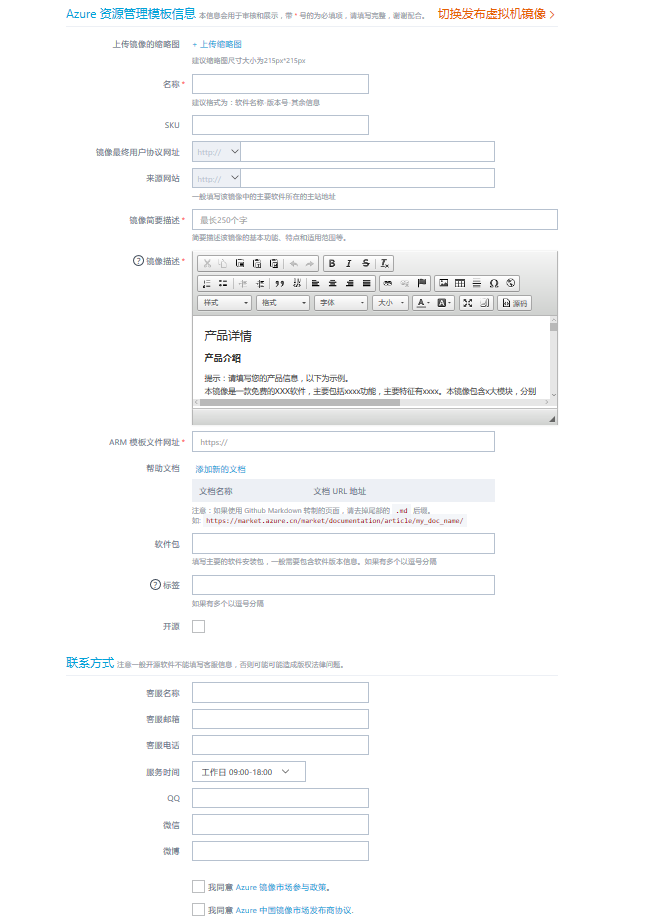 Azure 资源管理模板信息 本信息会用于审核和展示，带 * 号的为必填项，请填写完整，谢谢配合。 切换发布虚拟机镜像 >
上传镜像的缩略图 + 上传缩略图
建议缩略图尺寸大小为215px*215px
名称 *
建议格式为：软件名称-版本号-其余信息
SKU
镜像最终用户协议网址 http://
来源网站 http://
一般填写该镜像中的主要软件所在的主站地址
镜像简要描述 * 最长250个字
简要描述该镜像的基本功能、特点和适用范围等。
? 镜像描述 *
B I S Tx
样式 格式 字体 大小 A A 源码
产品详情
产品介绍
提示：请填写您的产品信息，以下为示例。
本镜像是一款免费的XXX软件，主要包括xxxx功能，主要特征有xxxx。本镜像包含x大模块，分别
ARM 模板文件网址 * https://
帮助文档 添加新的文档
文档名称 文档 URL 地址
注意：如果使用 Github Markdown 转制的页面，请去掉尾部的 .md 后缀。
如: https://market.azure.cn/market/documentation/article/my_doc_name/
软件包
填写主要的软件安装包，一般需要包含软件版本信息。如果有多个以逗号分隔
? 标签
如果有多个以逗号分隔
开源
联系方式 注意一般开源软件不能填写客服信息，否则可能可能造成版权法律问题。
客服名称
客服邮箱
客服电话
服务时间 工作日 09:00-18:00
QQ
微信
微博
我同意 Azure 镜像市场参与政策。
我同意 Azure 中国镜像市场发布商协议.